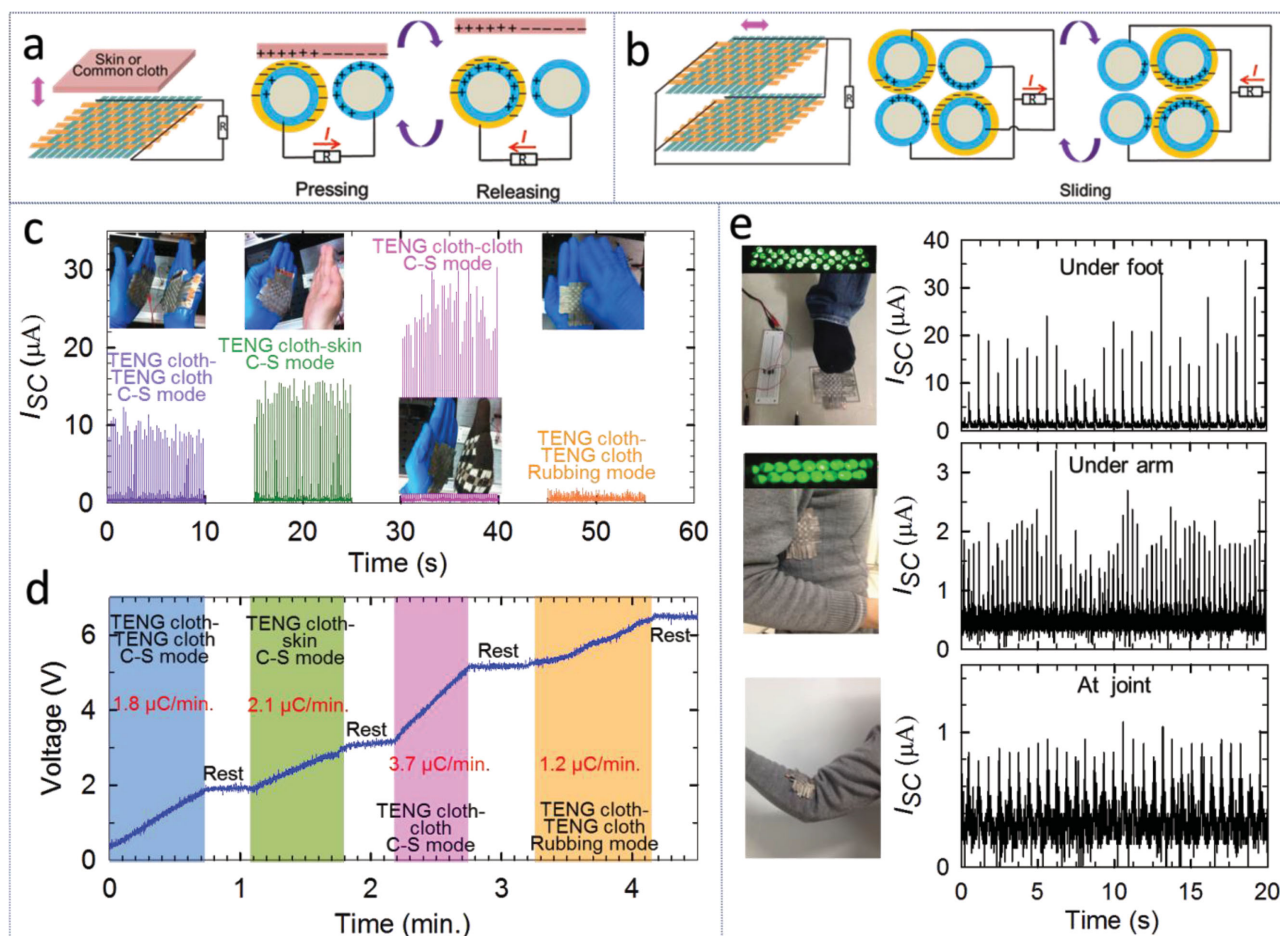 a
Skin or
Common cloth
R
+ + + + + + − − − − − −
I
R
Pressing
+ + + + + + − − − − − −
I
R
Releasing
b
R
I
R
I
R
Sliding
c
I_SC (μA)
30
20
10
0
TENG cloth-
TENG cloth
C-S mode
TENG cloth-skin
C-S mode
TENG cloth-cloth
C-S mode
TENG cloth-
TENG cloth
Rubbing mode
0 10 20 30 40 50 60
Time (s)
d
Voltage (V)
6
4
2
0
TENG cloth-
TENG cloth
C-S mode
1.8 μC/min.
Rest
TENG cloth-
skin
C-S mode
2.1 μC/min.
Rest
3.7 μC/min.
TENG cloth-
cloth
C-S mode
Rest
1.2 μC/min.
TENG cloth-
TENG cloth
Rubbing mode
Rest
0 1 2 3 4
Time (min.)
e
I_SC (μA)
40
30
20
10
0
Under foot
I_SC (μA)
3
2
1
0
Under arm
I_SC (μA)
1
0
At joint
0 5 10 15 20
Time (s)